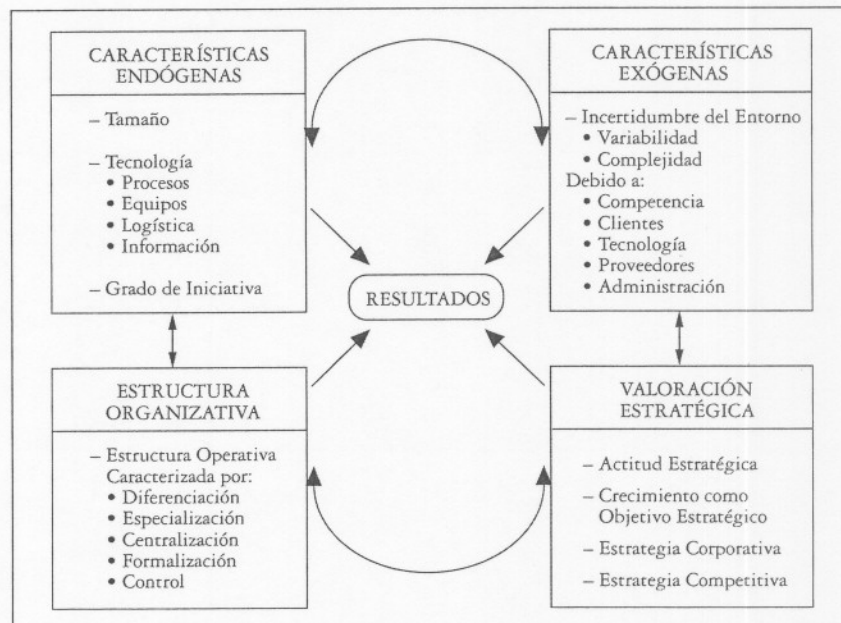 CARACTERÍSTICAS
ENDÓGENAS
– Tamaño
– Tecnología
• Procesos
• Equipos
• Logística
• Información
– Grado de Iniciativa
CARACTERÍSTICAS
EXÓGENAS
– Incertidumbre del Entorno
• Variabilidad
• Complejidad
Debido a:
• Competencia
• Clientes
• Tecnología
• Proveedores
• Administración
RESULTADOS
ESTRUCTURA
ORGANIZATIVA
– Estructura Operativa
Caracterizada por:
• Diferenciación
• Especialización
• Centralización
• Formalización
• Control
VALORACIÓN
ESTRATÉGICA
– Actitud Estratégica
– Crecimiento como
Objetivo Estratégico
– Estrategia Corporativa
– Estrategia Competitiva